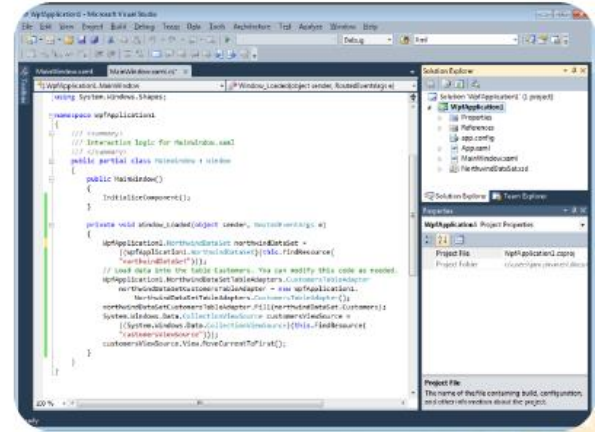 WpfApplication1 - Microsoft Visual Studio
File Edit View Project Build Debug Team Data Tools Architecture Test Analyze Window Help
Debug
MainWindow.xaml
MainWindow.xaml.cs*
WpfApplication1.MainWindow
Window_Loaded(object sender, RoutedEventArgs e)
using System.Windows.Shapes;
namespace WpfApplication1
{
/// <summary>
/// Interaction logic for MainWindow.xaml
/// </summary>
public partial class MainWindow : Window
{
public MainWindow()
{
InitializeComponent();
}
private void Window_Loaded(object sender, RoutedEventArgs e)
{
WpfApplication1.NorthwindDataSet northwindDataSet =
((WpfApplication1.NorthwindDataSet)(this.FindResource(
"northwindDataSet")));
// Load data into the table Customers. You can modify this code as needed.
WpfApplication1.NorthwindDataSetTableAdapters.CustomersTableAdapter
northwindDataSetCustomersTableAdapter = new WpfApplication1.
NorthwindDataSetTableAdapters.CustomersTableAdapter();
northwindDataSetCustomersTableAdapter.Fill(northwindDataSet.Customers);
System.Windows.Data.CollectionViewSource customersViewSource =
((System.Windows.Data.CollectionViewSource)(this.FindResource(
"customersViewSource")));
customersViewSource.View.MoveCurrentToFirst();
}
}
}
100 %
Ready
Solution Explorer
Solution 'WpfApplication1' (1 project)
WpfApplication1
Properties
References
app.config
App.xaml
MainWindow.xaml
NorthwindDataSet.xsd
Solution Explorer
Team Explorer
Properties
WpfApplication1 Project Properties
Project File
WpfApplication1.csproj
Project Folder
Project File
The name of the file containing build, configuration,
and other information about the project.